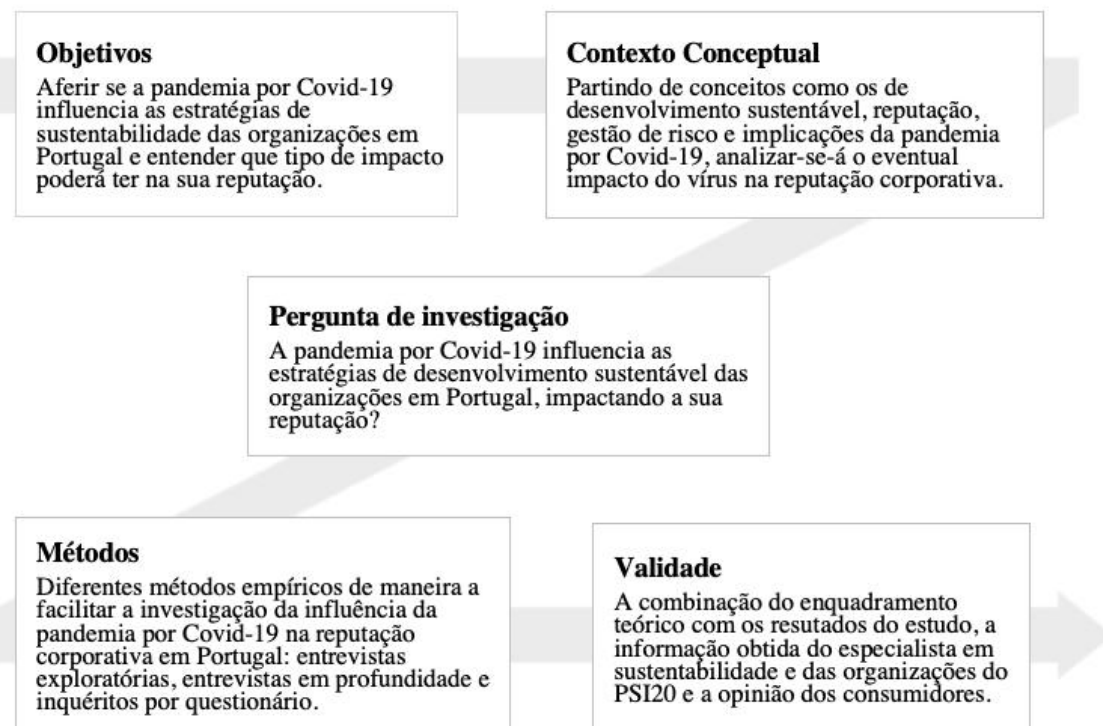 Objetivos
Aferir se a pandemia por Covid-19
influencia as estratégias de
sustentabilidade das organizações em
Portugal e entender que tipo de impacto
poderá ter na sua reputação.
Contexto Conceptual
Partindo de conceitos como os de
desenvolvimento sustentável, reputação,
gestão de risco e implicações da pandemia
por Covid-19, analizar-se-á o eventual
impacto do vírus na reputação corporativa.
Pergunta de investigação
A pandemia por Covid-19 influencia as
estratégias de desenvolvimento sustentável das
organizações em Portugal, impactando a sua
reputação?
Métodos
Diferentes métodos empíricos de maneira a
facilitar a investigação da influência da
pandemia por Covid-19 na reputação
corporativa em Portugal: entrevistas
exploratórias, entrevistas em profundidade e
inquéritos por questionário.
Validade
A combinação do enquadramento
teórico com os resutados do estudo, a
informação obtida do especialista em
sustentabilidade e das organizações do
PSI20 e a opinião dos consumidores.